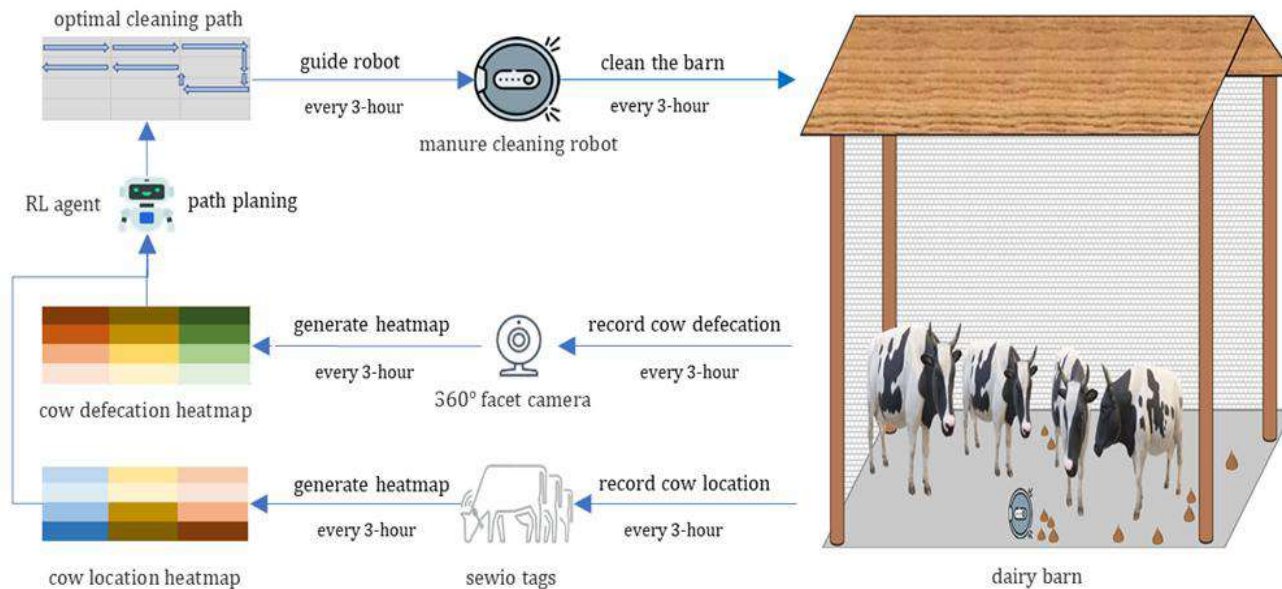 optimal cleaning path
guide robot
every 3-hour
clean the barn
every 3-hour
manure cleaning robot
RL agent
path planing
generate heatmap
every 3-hour
record cow defecation
every 3-hour
cow defecation heatmap
360° facet camera
generate heatmap
every 3-hour
record cow location
every 3-hour
cow location heatmap
sewio tags
dairy barn